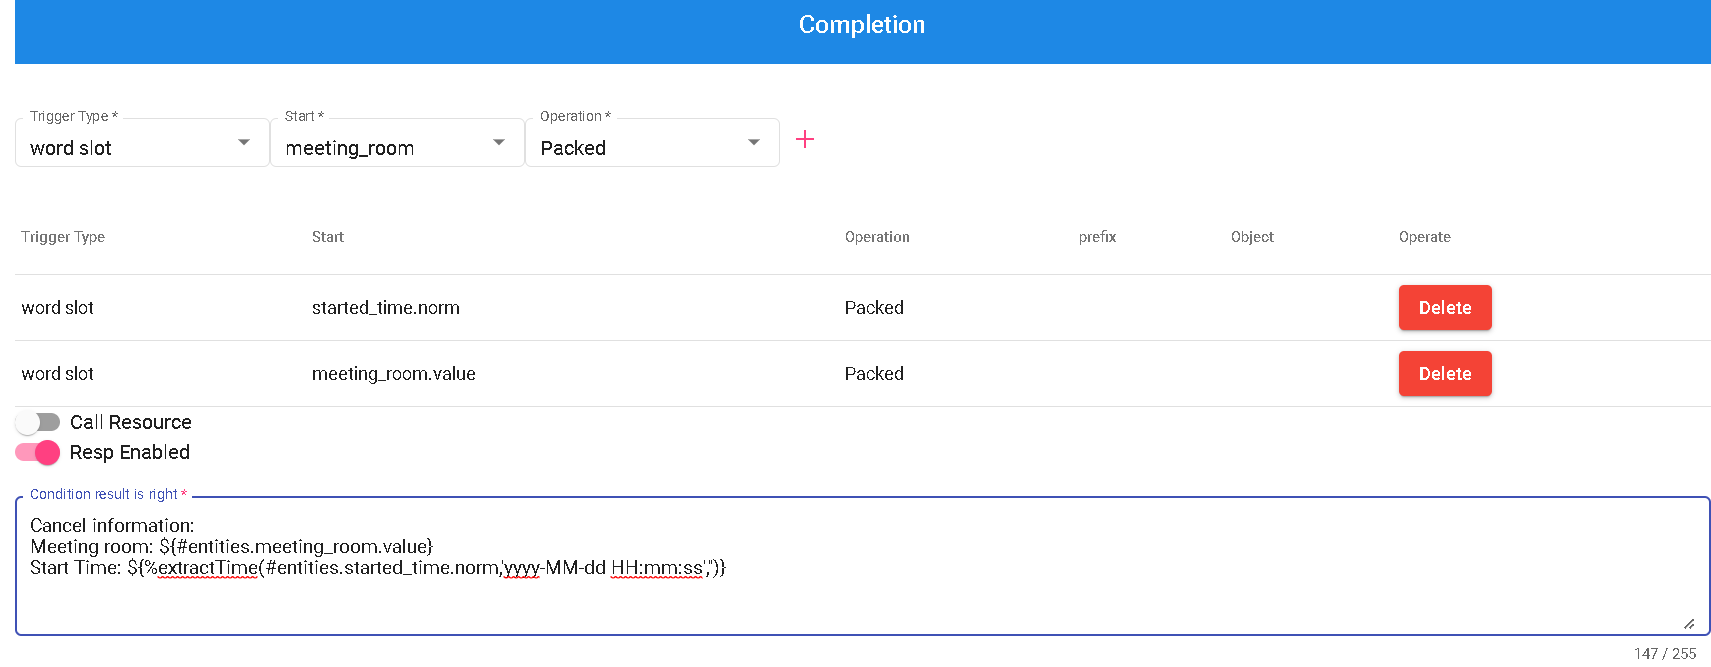 Completion
Trigger Type * Start * Operation *
word slot meeting_room Packed
Trigger Type Start Operation prefix Object Operate
word slot started_time.norm Packed Delete
word slot meeting_room.value Packed Delete
Call Resource
Resp Enabled
Condition result is right *
Cancel information:
Meeting room: ${#entities.meeting_room.value}
Start Time: ${%extractTime(#entities.started_time.norm,'yyyy-MM-dd HH:mm:ss','')}
147 / 255